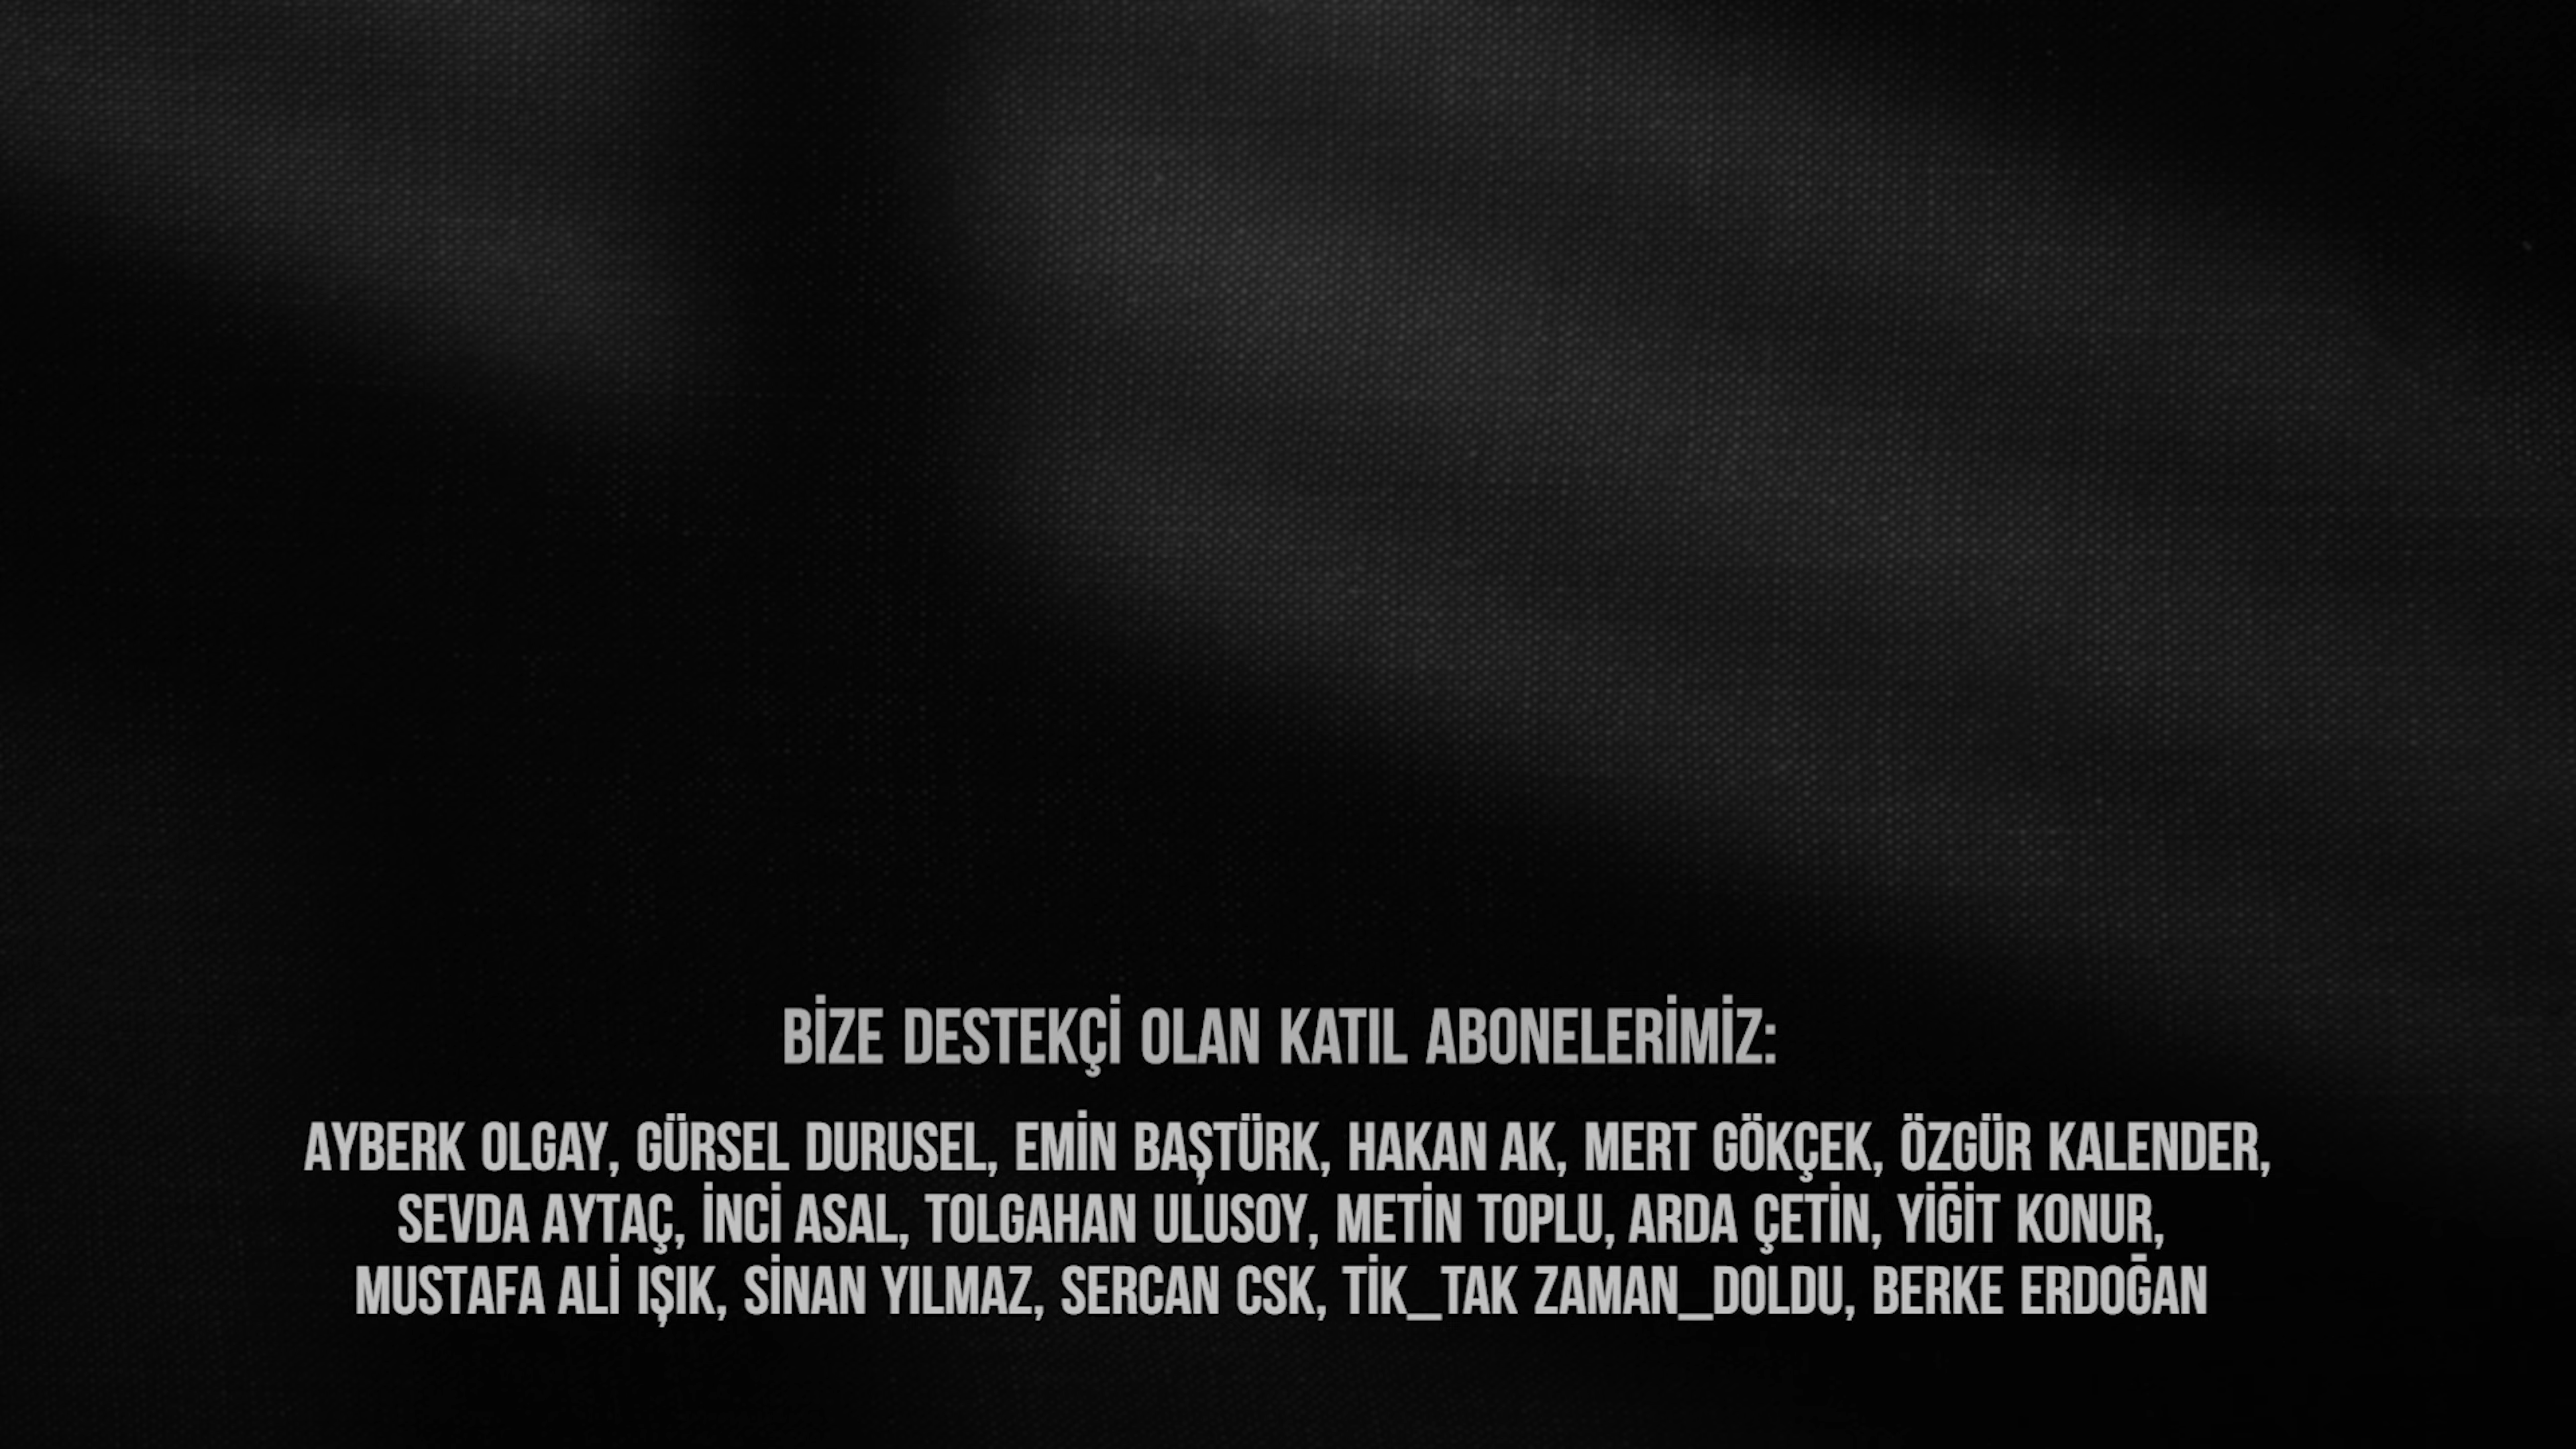 BİZE DESTEKÇİ OLAN KATIL ABONELERİMİZ:
AYBERK OLGAY, GÜRSEL DURUSEL, EMİN BAŞTÜRK, HAKAN AK, MERT GÖKÇEK, ÖZGÜR KALENDER,
SEVDA AYTAÇ, İNCİ ASAL, TOLGAHAN ULUSOY, METİN TOPLU, ARDA ÇETİN, YİĞİT KONUR,
MUSTAFA ALİ IŞIK, SİNAN YILMAZ, SERCAN CSK, TİK_TAK ZAMAN_DOLDU, BERKE ERDOĞAN